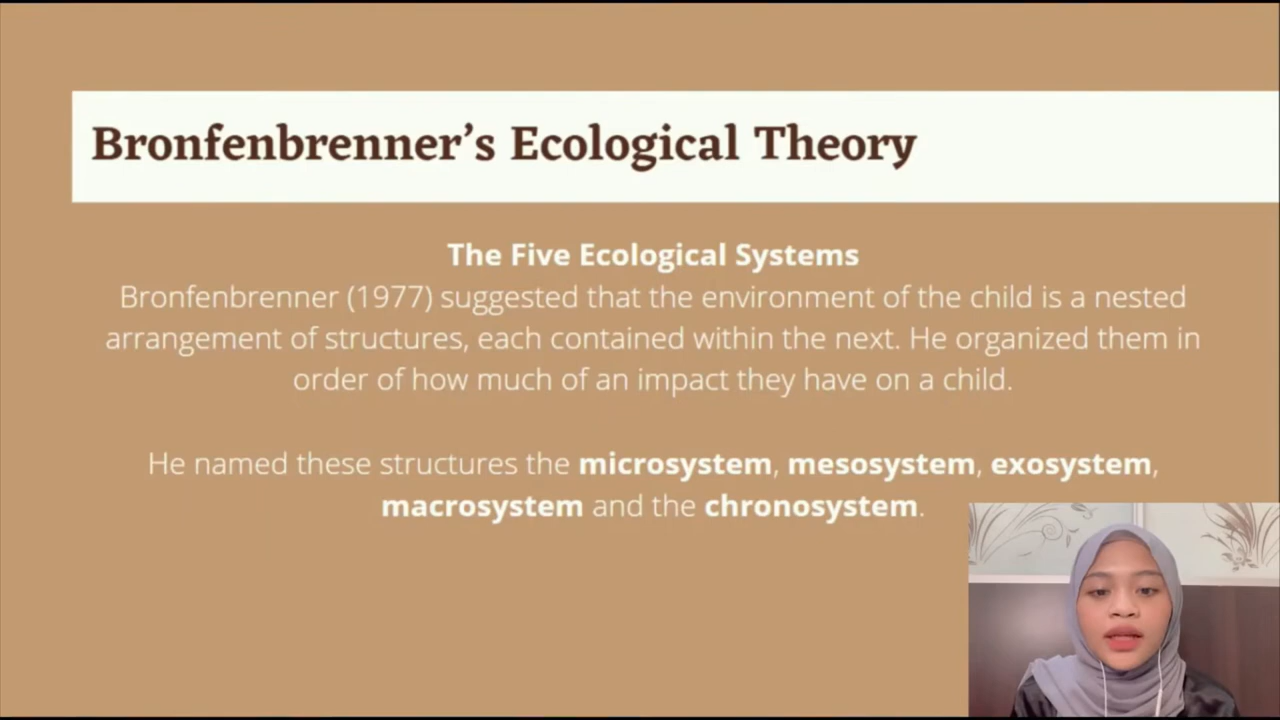 Bronfenbrenner’s Ecological Theory
The Five Ecological Systems
Bronfenbrenner (1977) suggested that the environment of the child is a nested
arrangement of structures, each contained within the next. He organized them in
order of how much of an impact they have on a child.
He named these structures the microsystem, mesosystem, exosystem,
macrosystem and the chronosystem.